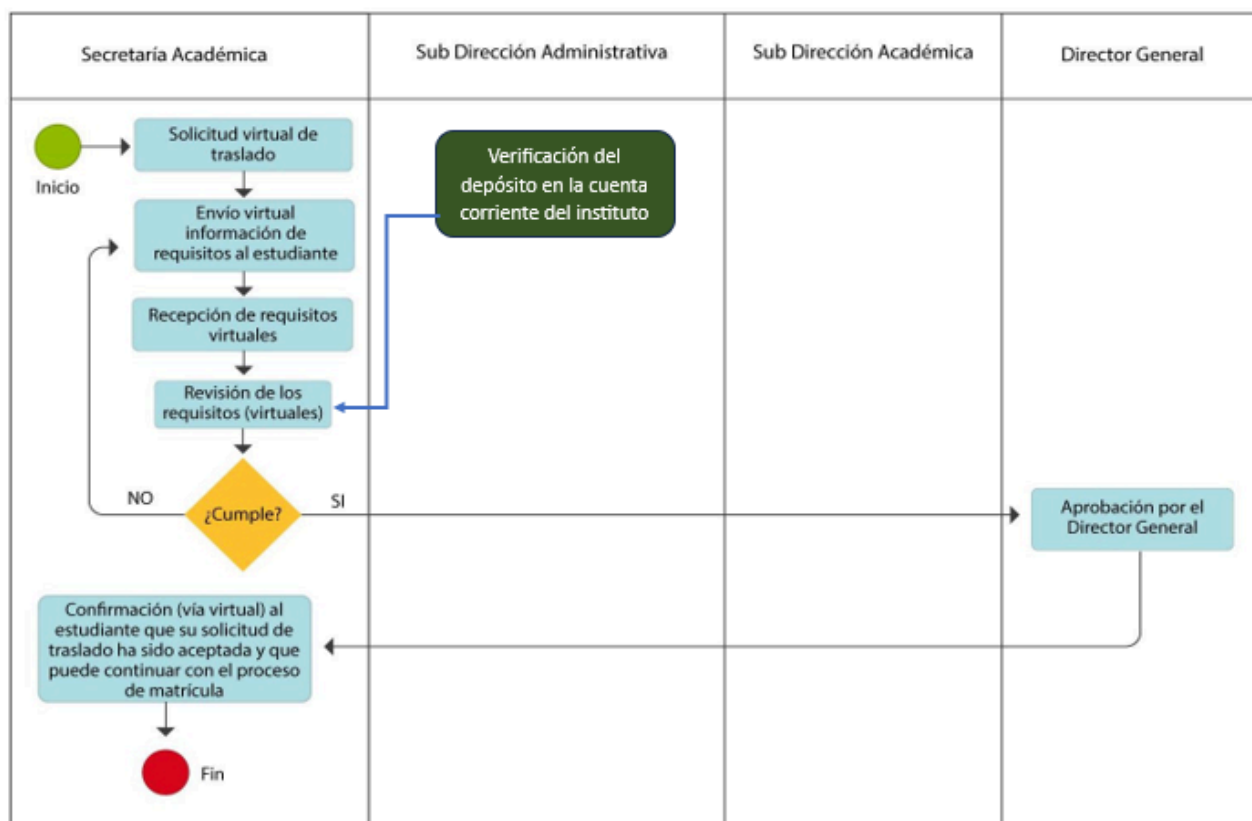 Secretaría Académica
Sub Dirección Administrativa
Sub Dirección Académica
Director General
Inicio
Solicitud virtual de
traslado
Verificación del
depósito en la cuenta
corriente del instituto
Envío virtual
información de
requisitos al estudiante
Recepción de requisitos
virtuales
Revisión de los
requisitos (virtuales)
NO
¿Cumple?
SI
Aprobación por el
Director General
Confirmación (vía virtual) al
estudiante que su solicitud de
traslado ha sido aceptada y que
puede continuar con el proceso
de matrícula
Fin